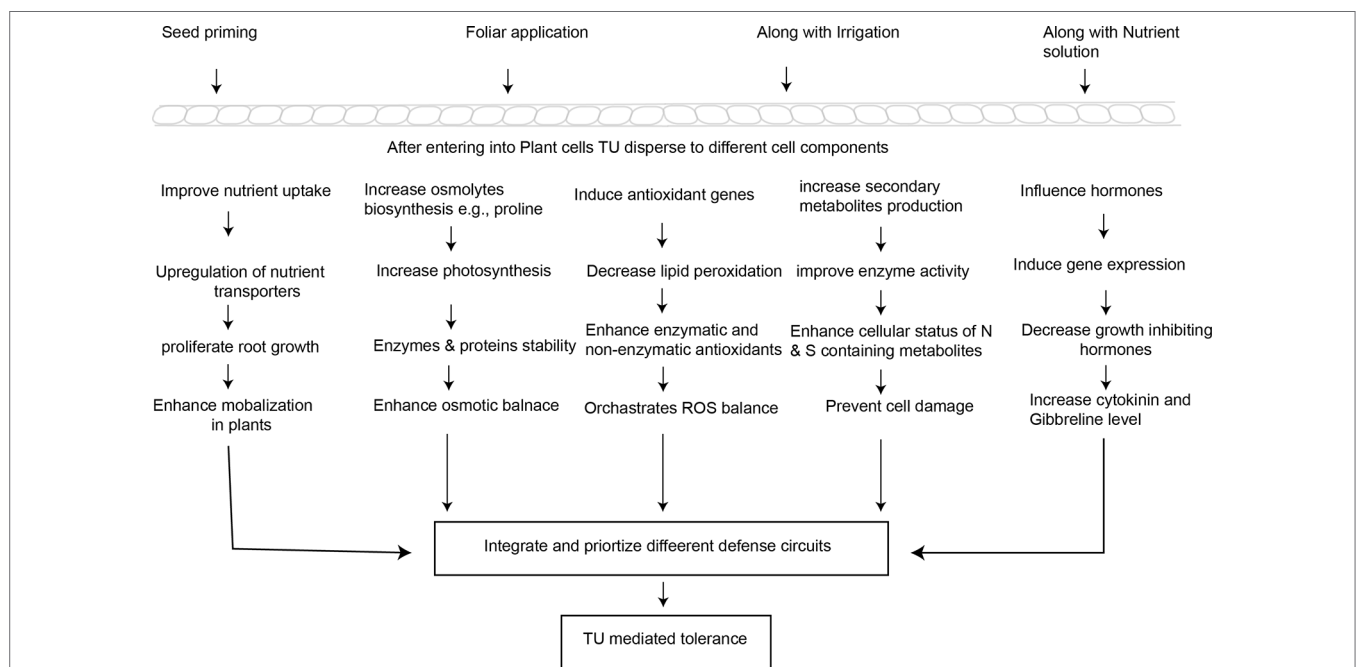 Seed priming
Foliar application
Along with Irrigation
Along with Nutrient
solution
After entering into Plant cells TU disperse to different cell components
Improve nutrient uptake
Upregulation of nutrient
transporters
proliferate root growth
Enhance mobalization
in plants
Increase osmolytes
biosynthesis e.g., proline
Increase photosynthesis
Enzymes & proteins stability
Enhance osmotic balnace
Induce antioxidant genes
Decrease lipid peroxidation
Enhance enzymatic and
non-enzymatic antioxidants
Orchastrates ROS balance
increase secondary
metabolites production
improve enzyme activity
Enhance cellular status of N
& S containing metabolites
Prevent cell damage
Influence hormones
Induce gene expression
Decrease growth inhibiting
hormones
Increase cytokinin and
Gibbreline level
Integrate and priortize diffeerent defense circuits
TU mediated tolerance